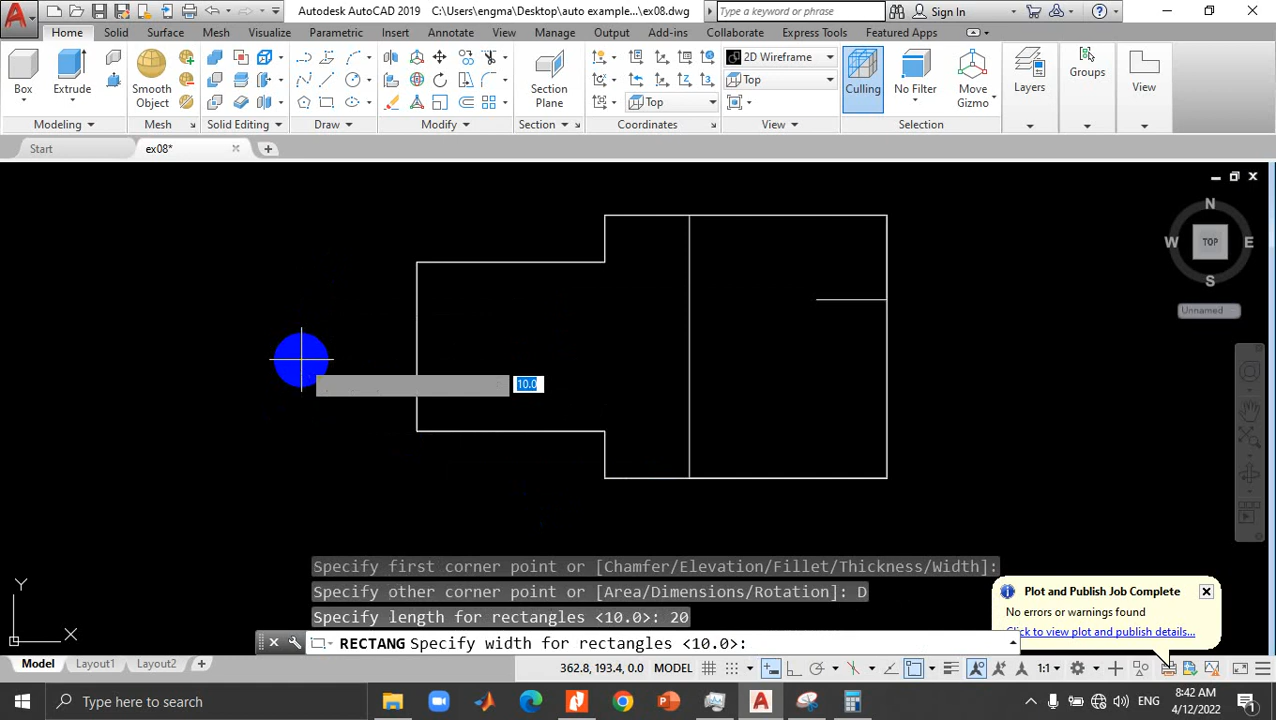 A Autodesk AutoCAD 2019 C:\Users\engma\Desktop\auto example...\ex08.dwg Type a keyword or phrase Sign In
Home Solid Surface Mesh Visualize Parametric Insert Annotate View Manage Output Add-ins Collaborate Express Tools Featured Apps
2D Wireframe
Top
Top
Box Extrude Smooth Object Section Plane Culling No Filter Move Gizmo Layers Groups View
Modeling Mesh Solid Editing Draw Modify Section Coordinates View Selection
Start ex08*
N
W TOP E
S
Unnamed
10.0
Specify first corner point or [Chamfer/Elevation/Fillet/Thickness/Width]:
Specify other corner point or [Area/Dimensions/Rotation]: D
Specify length for rectangles <10.0>: 20
RECTANG Specify width for rectangles <10.0>:
Plot and Publish Job Complete
No errors or warnings found
Click to view plot and publish details...
Y
X
Model Layout1 Layout2 +
362.8, 193.4, 0.0 MODEL 1:1
Type here to search
ENG
8:42 AM
4/12/2022
1